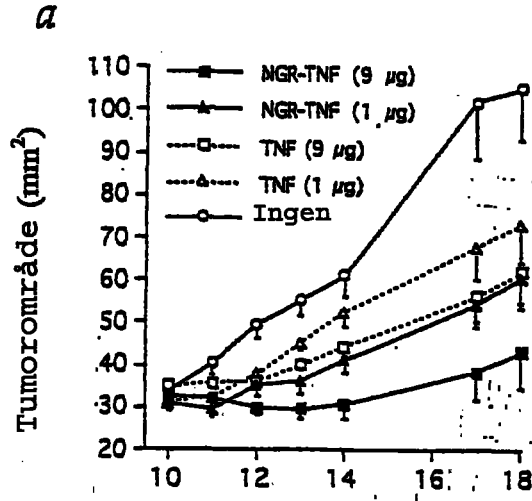 a
NGR-TNF (9 µg)
NGR-TNF (1 µg)
TNF (9 µg)
TNF (1 µg)
Ingen
Tumorområde (mm²)
110
100
90
80
70
60
50
40
30
20
10
12
14
16
18